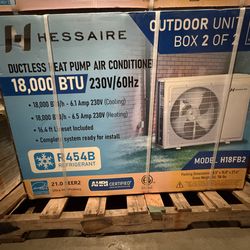 HESSAIRE
OUTDOOR UNIT
BOX 2 OF 2
DUCTLESS HEAT PUMP AIR CONDITIONER
230V/60Hz
18,000 BTU
• 18,000 BTU/h - 6.1 Amp 230V (Cooling)
• 18,000 BTU/h - 6.5 Amp 230V (Heating)
• 16.4 ft Lineset Included
• Complete system ready for install
R454B
REFRIGERANT
MODEL H18FB2
21.0 SEER2
AHRI CERTIFIED